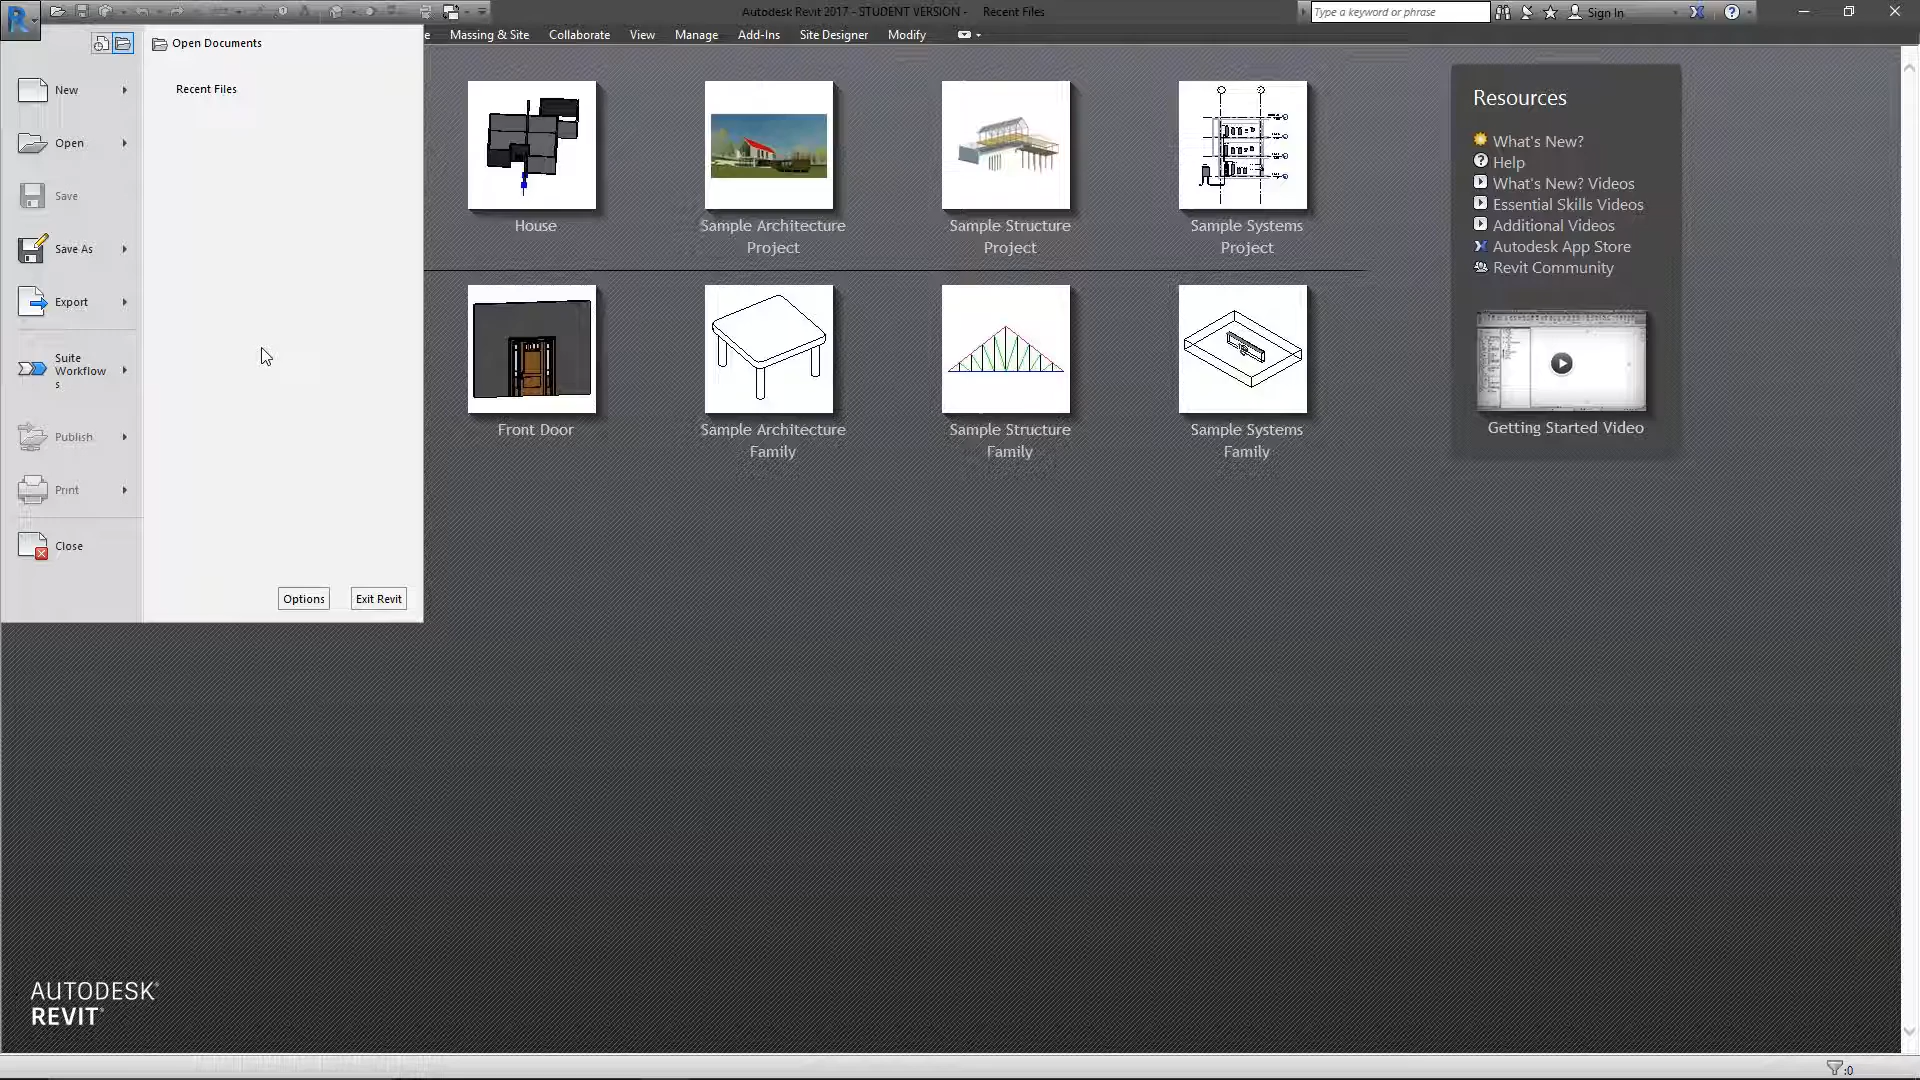 Autodesk Revit 2017 - STUDENT VERSION - Recent Files
Type a keyword or phrase
Sign In
e Massing & Site Collaborate View Manage Add-Ins Site Designer Modify
Open Documents
Recent Files
New
Open
Save
Save As
Export
Suite
Workflow
s
Publish
Print
Close
Options Exit Revit
House
Sample Architecture
Project
Sample Structure
Project
Sample Systems
Project
Front Door
Sample Architecture
Family
Sample Structure
Family
Sample Systems
Family
Resources
What's New?
Help
What's New? Videos
Essential Skills Videos
Additional Videos
Autodesk App Store
Revit Community
Getting Started Video
AUTODESK®
REVIT®
:0